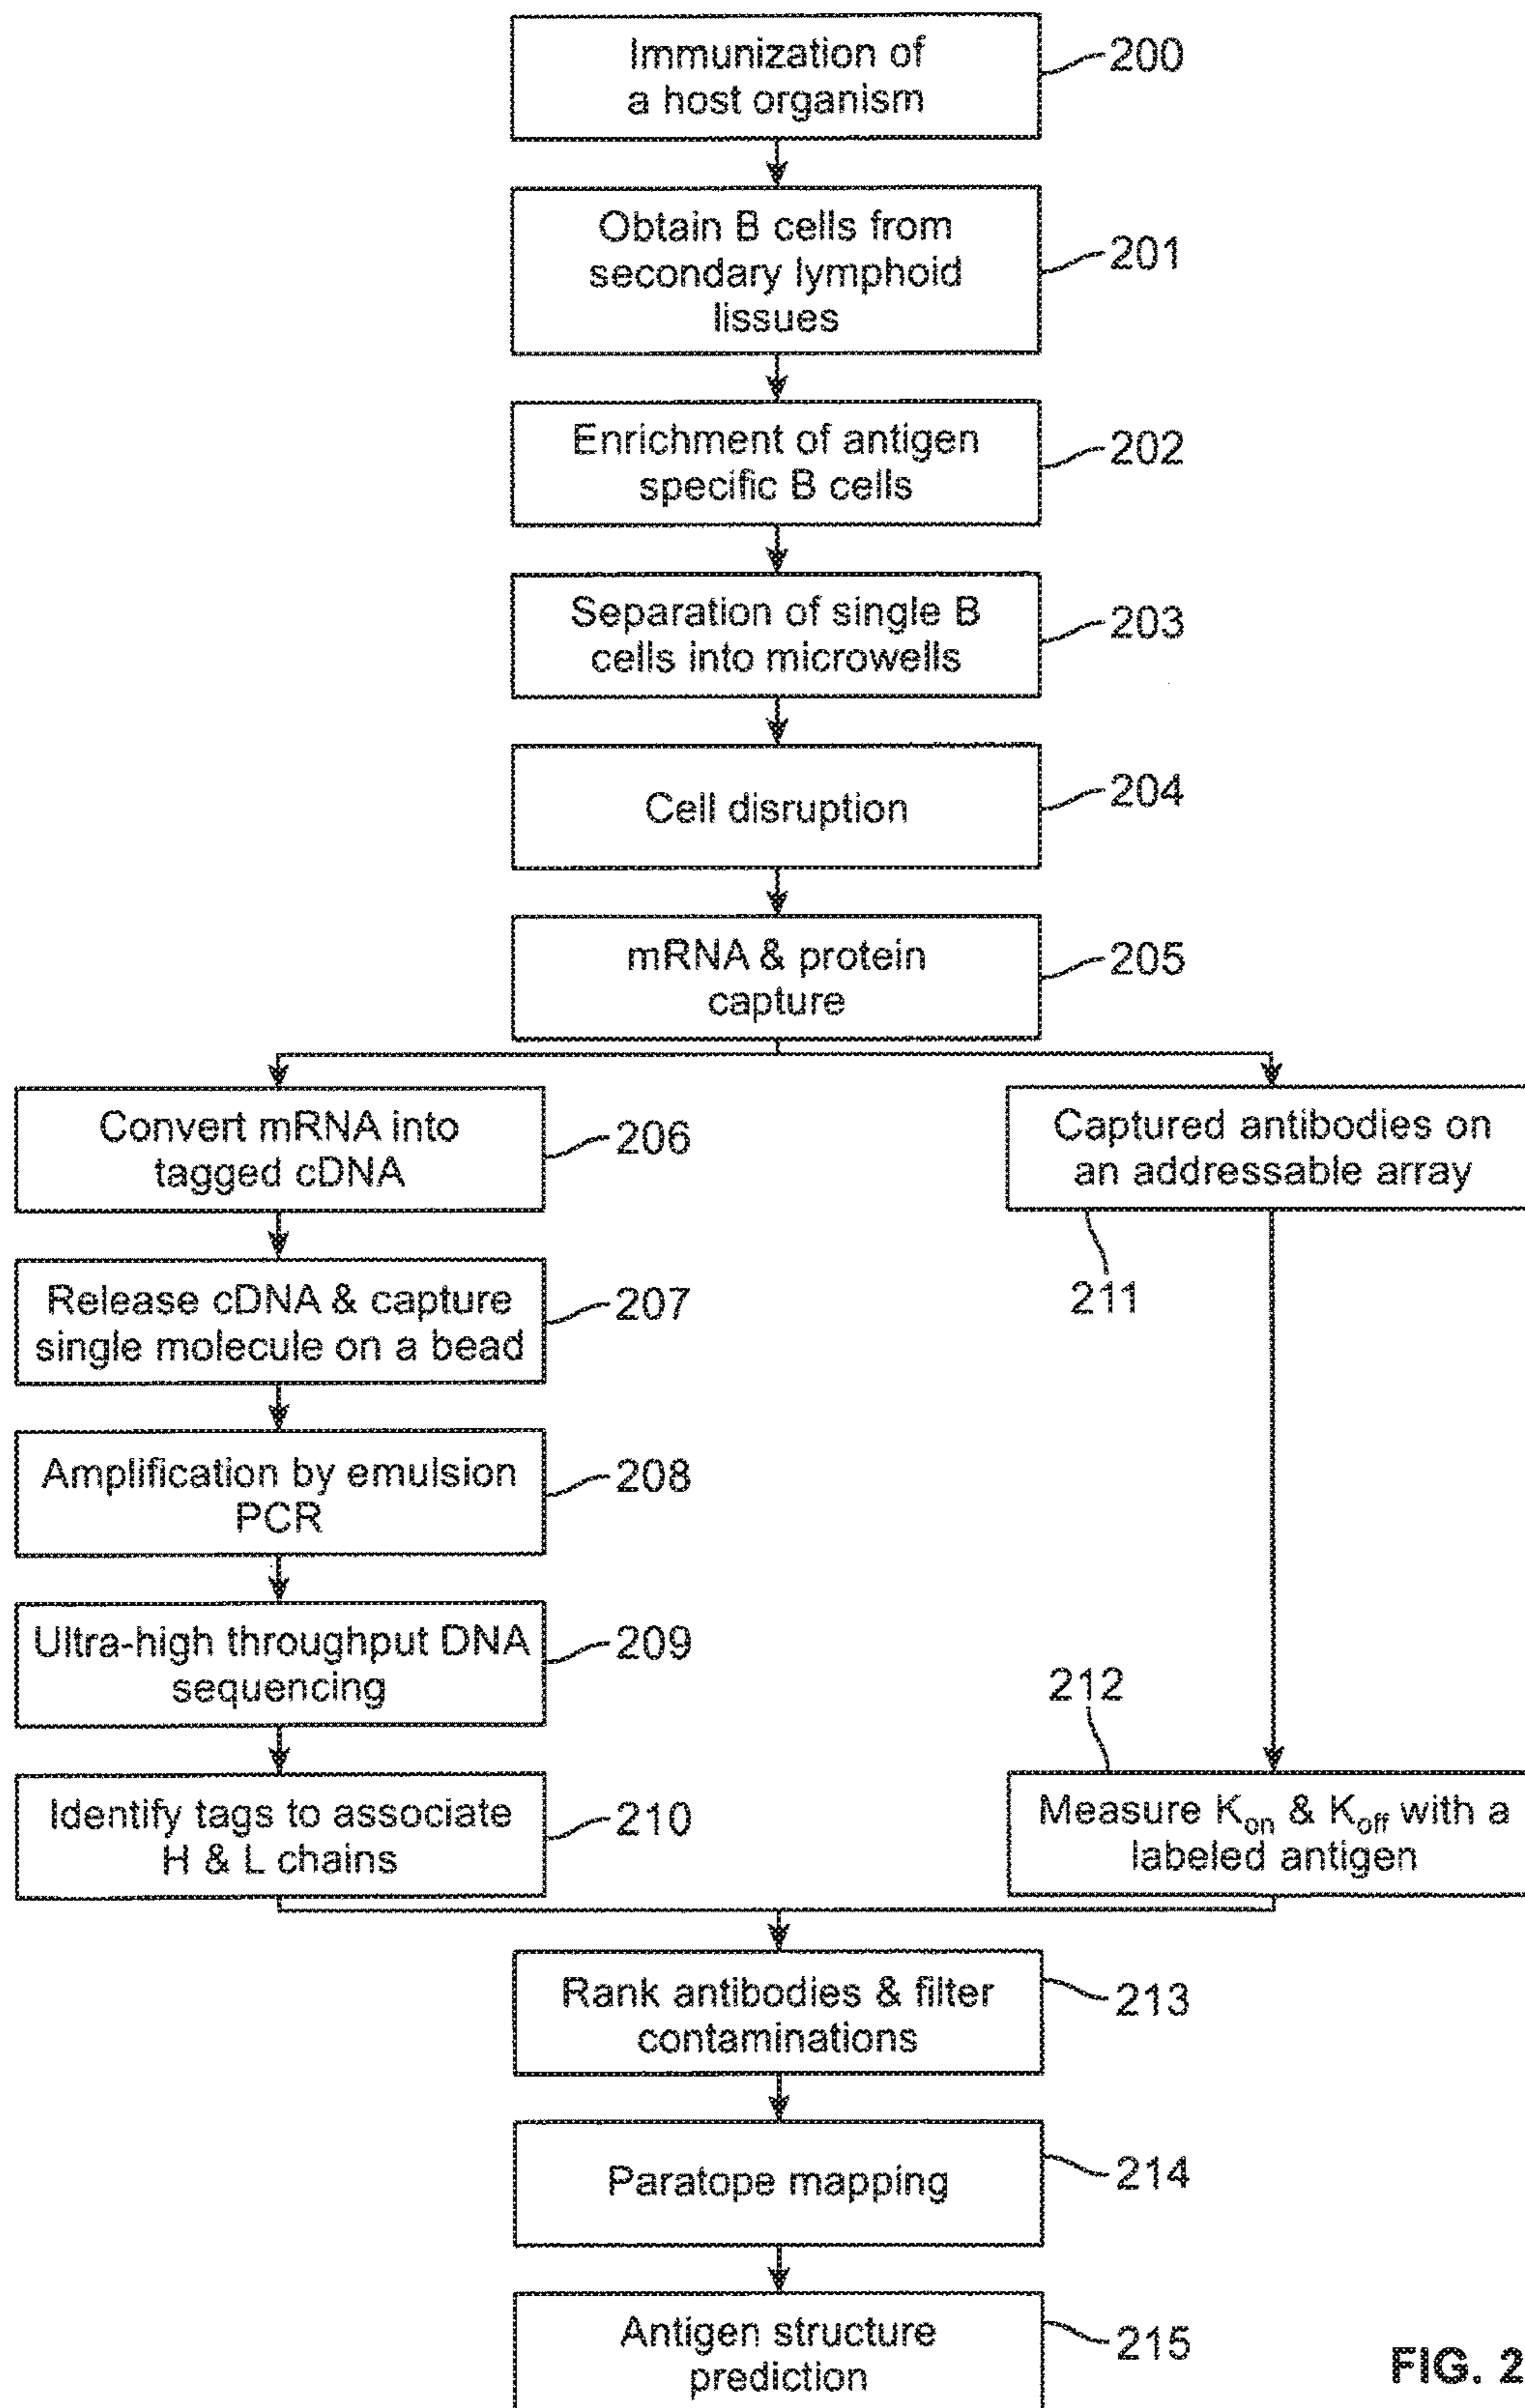 Immunization of
a host organism
200
Obtain B cells from
secondary lymphoid
lissues
201
Enrichment of antigen
specific B cells
202
Separation of single B
cells into microwells
203
Cell disruption
204
mRNA & protein
capture
205
Convert mRNA into
tagged cDNA
206
Captured antibodies on
an addressable array
211
Release cDNA & capture
single molecule on a bead
207
Amplification by emulsion
PCR
208
Ultra-high throughput DNA
sequencing
209
Identify tags to associate
H & L chains
210
212
Measure Kon & Koff with a
labeled antigen
Rank antibodies & filter
contaminations
213
Paratope mapping
214
Antigen structure
prediction
215
FIG. 2